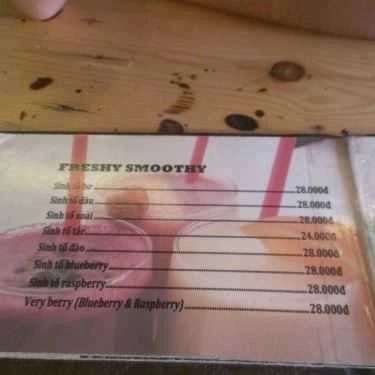 FRESHY SMOOTHY
Sinh tố bơ 28.000đ
Sinh tố dâu 28.000đ
Sinh tố xoài 28.000đ
Sinh tố tắc 24.000đ
Sinh tố đào 28.000đ
Sinh tố blueberry 28.000đ
Sinh tố raspberry 28.000đ
Very berry (Blueberry & Raspberry) 28.000đ